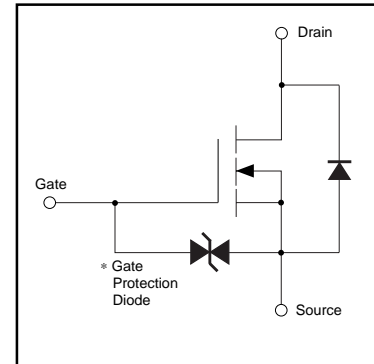 Drain
Gate
* Gate
Protection
Diode
Source